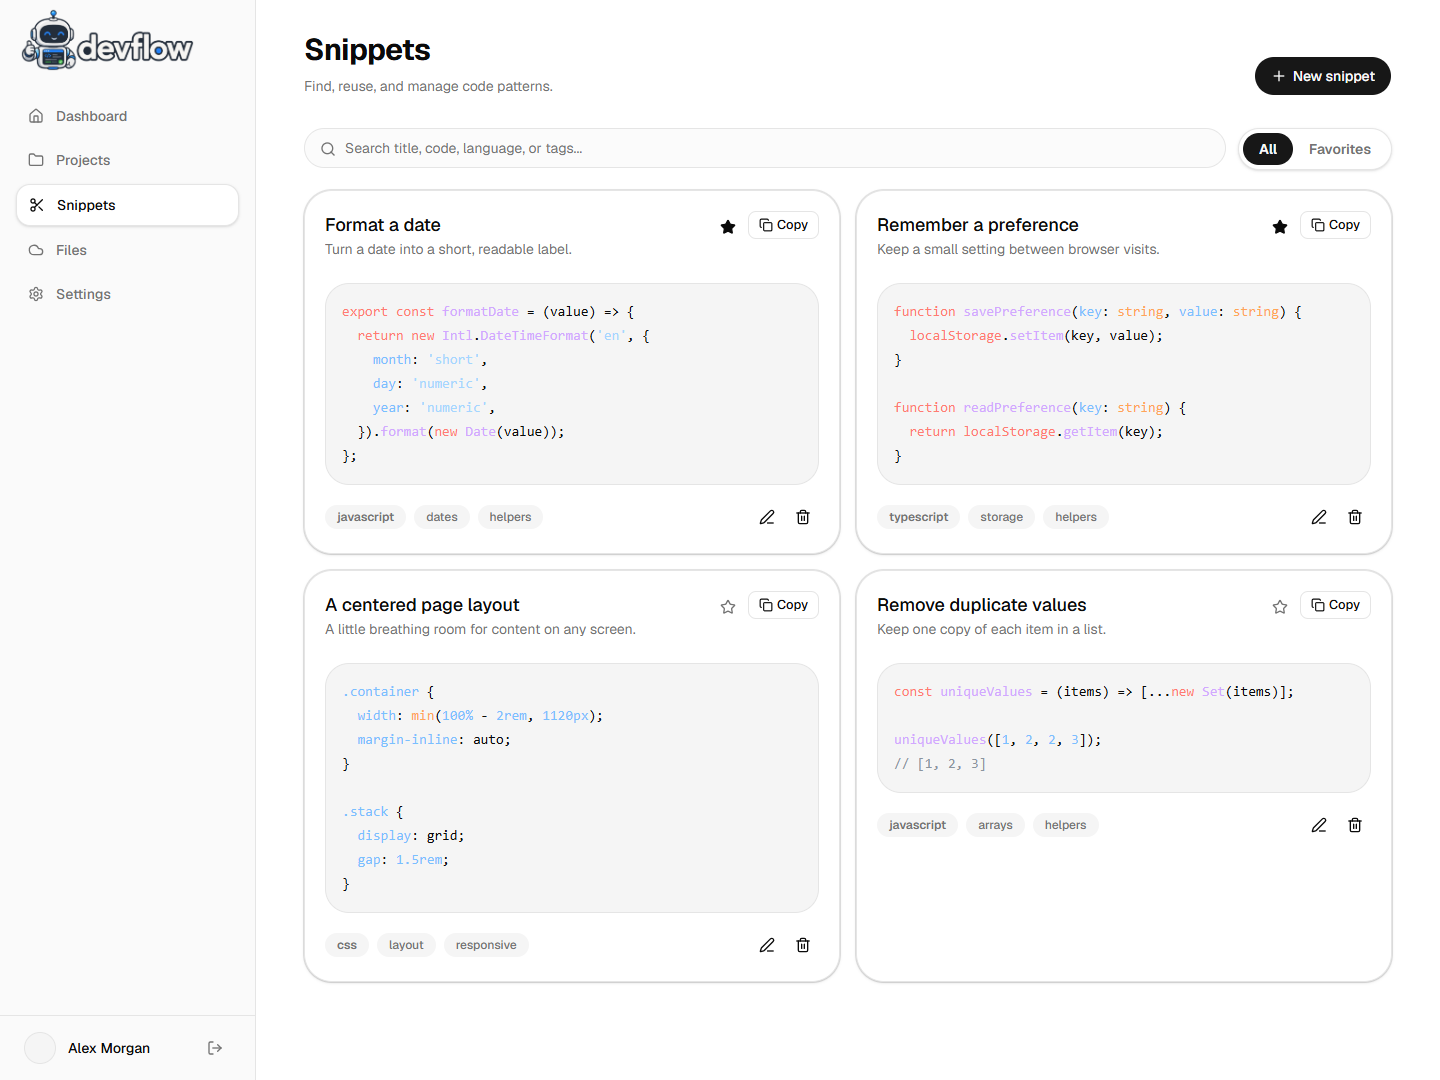 devflow
Dashboard
Projects
Snippets
Files
Settings
Alex Morgan
Snippets
Find, reuse, and manage code patterns.
New snippet
Search title, code, language, or tags...
All
Favorites
Format a date
Copy
Turn a date into a short, readable label.
export const formatDate = (value) => {
  return new Intl.DateTimeFormat('en', {
    month: 'short',
    day: 'numeric',
    year: 'numeric',
  }).format(new Date(value));
};
javascript
dates
helpers
Remember a preference
Copy
Keep a small setting between browser visits.
function savePreference(key: string, value: string) {
  localStorage.setItem(key, value);
}
function readPreference(key: string) {
  return localStorage.getItem(key);
}
typescript
storage
helpers
A centered page layout
Copy
A little breathing room for content on any screen.
.container {
  width: min(100% - 2rem, 1120px);
  margin-inline: auto;
}
.stack {
  display: grid;
  gap: 1.5rem;
}
css
layout
responsive
Remove duplicate values
Copy
Keep one copy of each item in a list.
const uniqueValues = (items) => [...new Set(items)];
uniqueValues([1, 2, 2, 3]);
// [1, 2, 3]
javascript
arrays
helpers